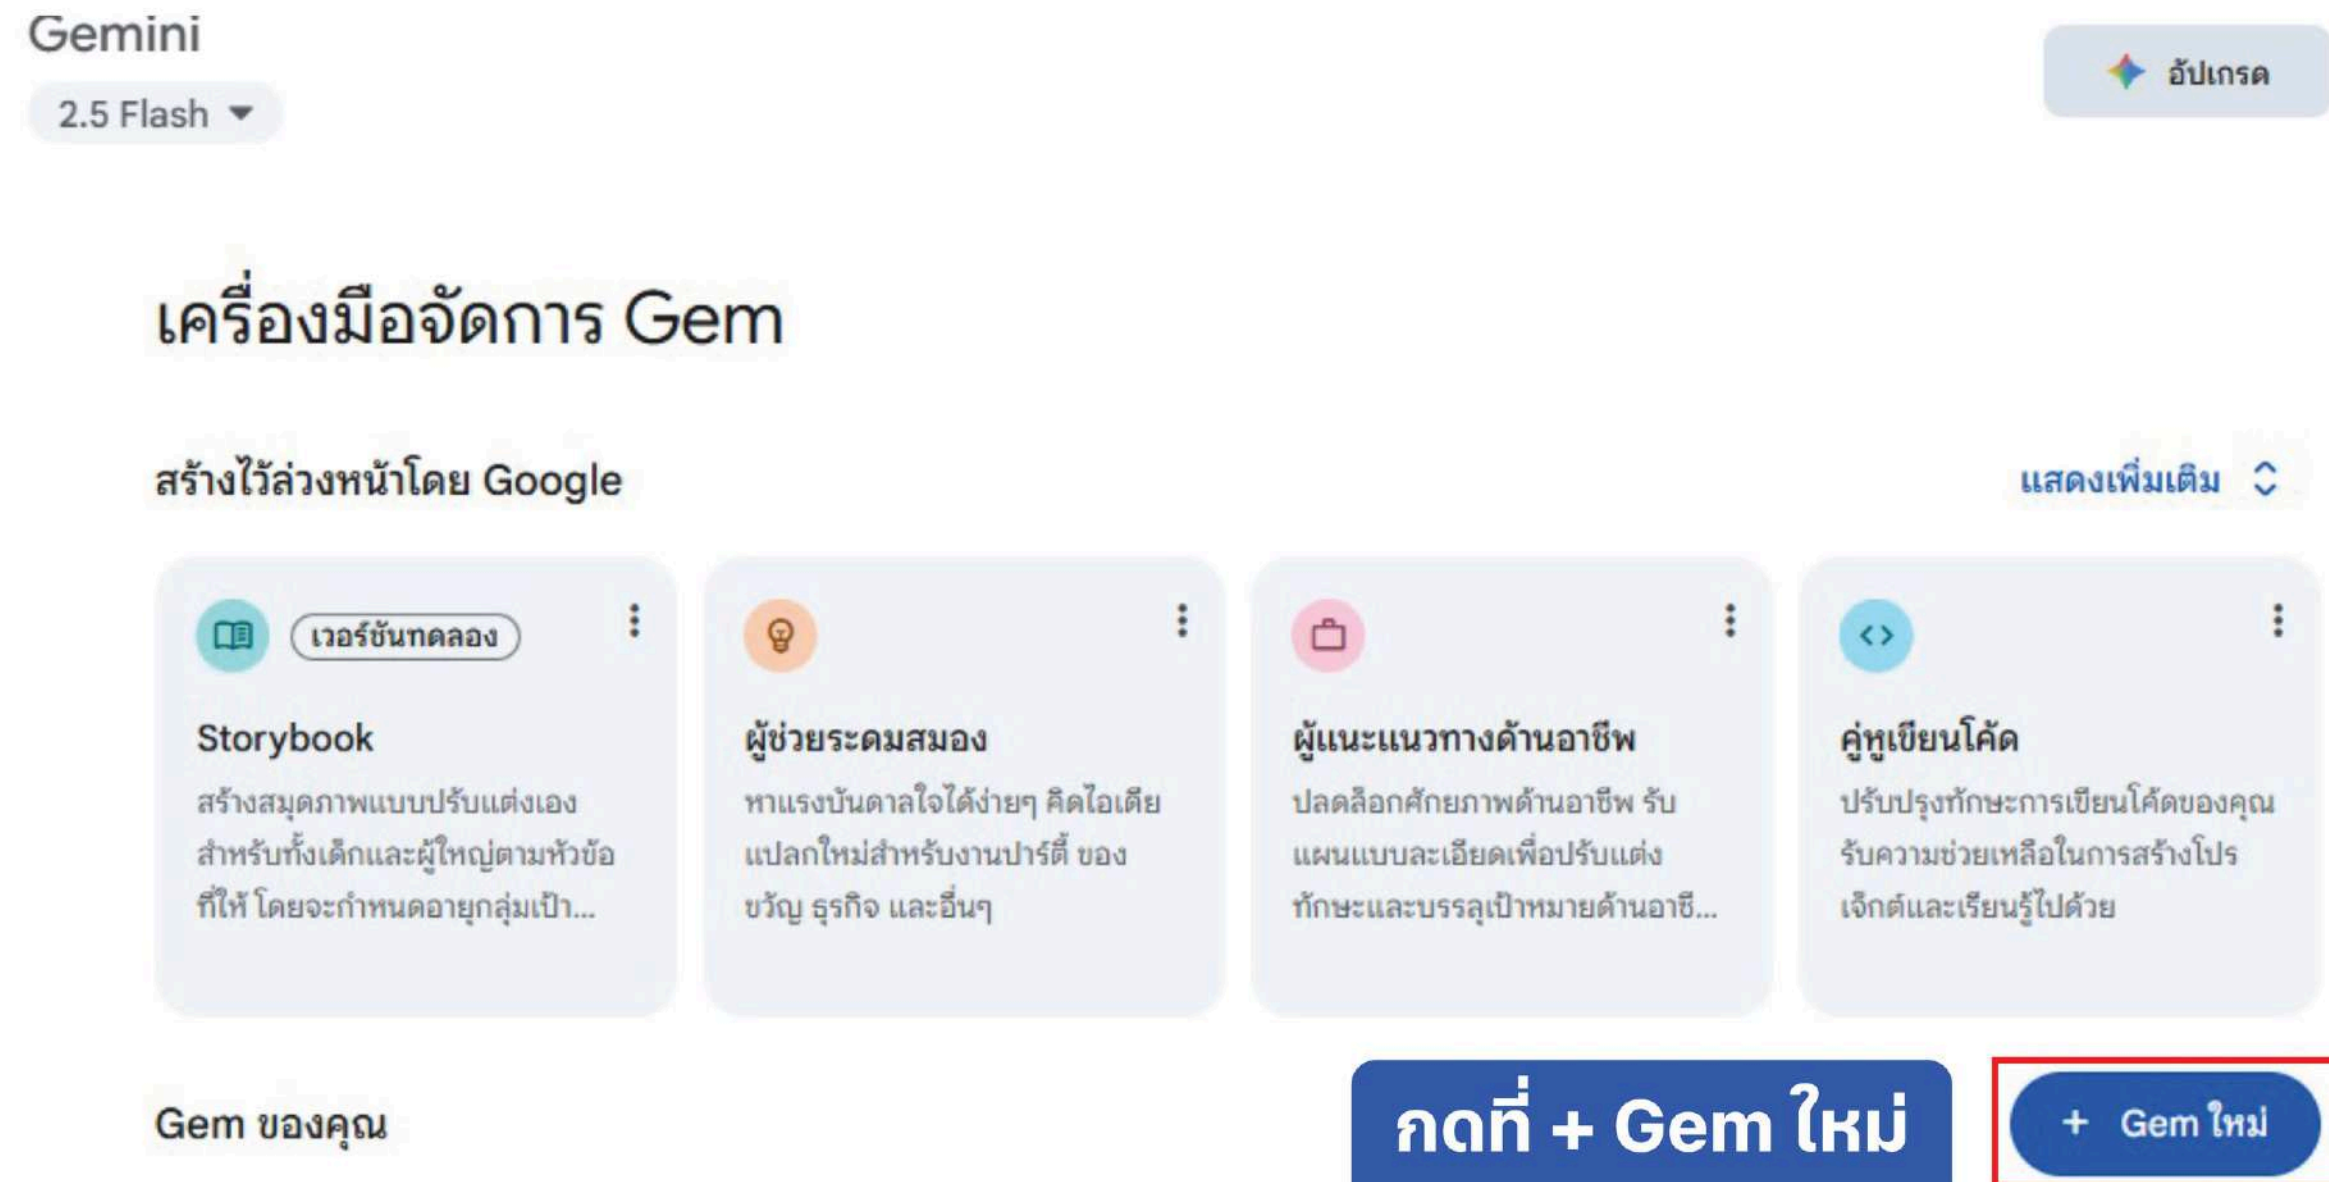 Gemini
2.5 Flash
อัปเกรด
เครื่องมือจัดการ Gem
สร้างไว้ล่วงหน้าโดย Google
แสดงเพิ่มเติม
เวอร์ชันทดลอง
Storybook
สร้างสมุดภาพแบบปรับแต่งเอง
สำหรับทั้งเด็กและผู้ใหญ่ตามหัวข้อ
ที่ให้ โดยจะกำหนดอายุกลุ่มเป้า...
ผู้ช่วยระดมสมอง
หาแรงบันดาลใจได้ง่ายๆ คิดไอเดีย
แปลกใหม่สำหรับงานปาร์ตี้ ของ
ขวัญ ธุรกิจ และอื่นๆ
ผู้แนะแนวทางด้านอาชีพ
ปลดล็อกศักยภาพด้านอาชีพ รับ
แผนแบบละเอียดเพื่อปรับแต่ง
ทักษะและบรรลุเป้าหมายด้านอาชี...
คู่หูเขียนโค้ด
ปรับปรุงทักษะการเขียนโค้ดของคุณ
รับความช่วยเหลือในการสร้างโปร
เจ็กต์และเรียนรู้ไปด้วย
Gem ของคุณ
กดที่ + Gem ใหม่
+ Gem ใหม่